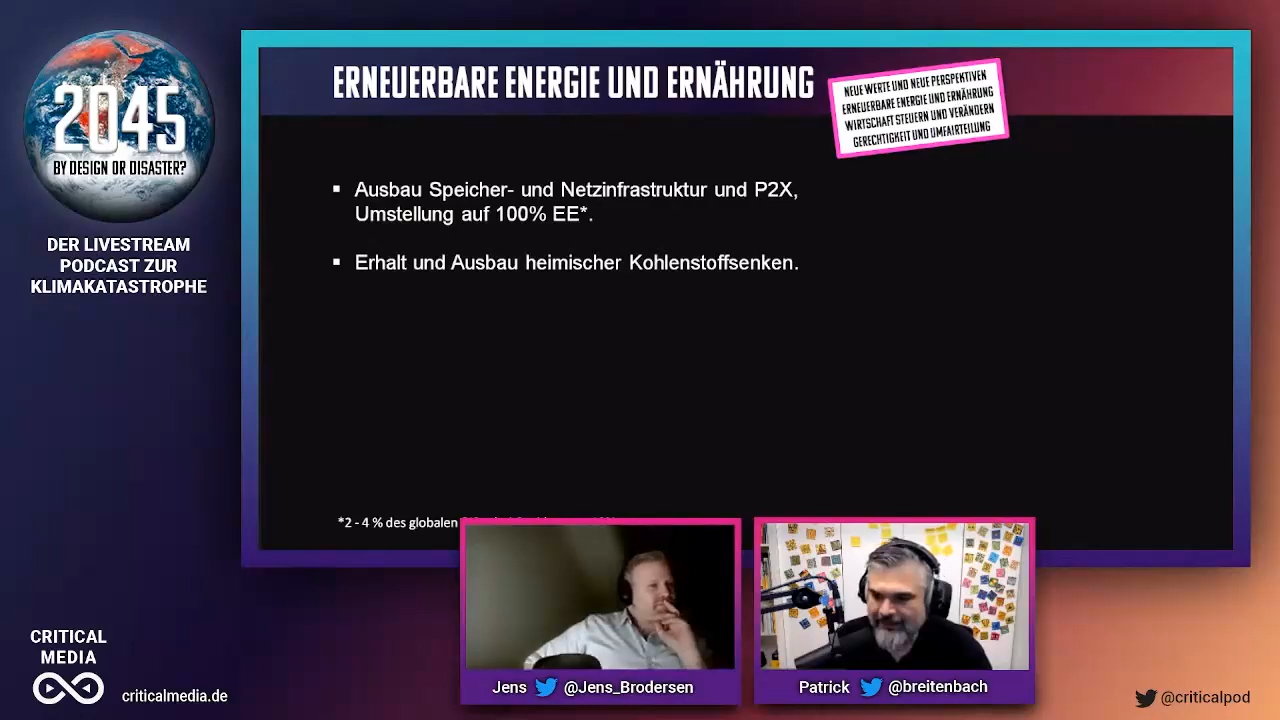 2045
BY DESIGN OR DISASTER?
DER LIVESTREAM
PODCAST ZUR
KLIMAKATASTROPHE
ERNEUERBARE ENERGIE UND ERNÄHRUNG
NEUE WERTE UND NEUE PERSPEKTIVEN
ERNEUERBARE ENERGIE UND ERNÄHRUNG
WIRTSCHAFT STEUERN UND VERÄNDERN
GERECHTIGKEIT UND UMFAIRTEILUNG
▪ Ausbau Speicher- und Netzinfrastruktur und P2X,
Umstellung auf 100% EE*.
▪ Erhalt und Ausbau heimischer Kohlenstoffsenken.
*2 - 4 % des globalen
Jens @Jens_Brodersen
Patrick @breitenbach
CRITICAL
MEDIA
criticalmedia.de
@criticalpod